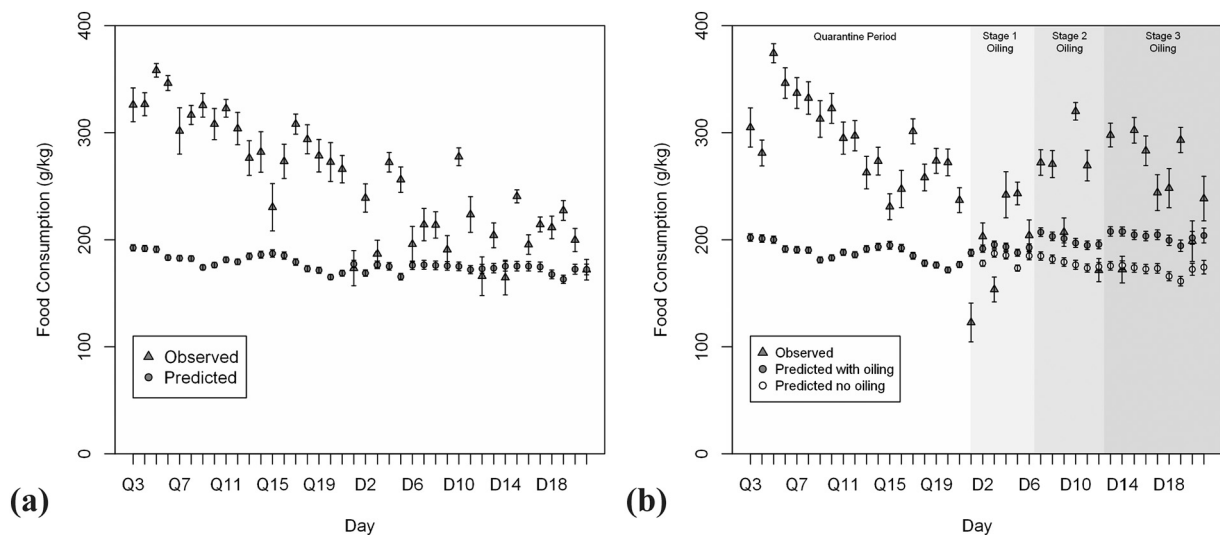 400
300
200
100
0
Food Consumption (g/kg)
Observed
Predicted
Q3 Q7 Q11 Q15 Q19 D2 D6 D10 D14 D18
Day
(a)
400
300
200
100
0
Food Consumption (g/kg)
Quarantine Period
Stage 1
Oiling
Stage 2
Oiling
Stage 3
Oiling
Observed
Predicted with oiling
Predicted no oiling
Q3 Q7 Q11 Q15 Q19 D2 D6 D10 D14 D18
Day
(b)